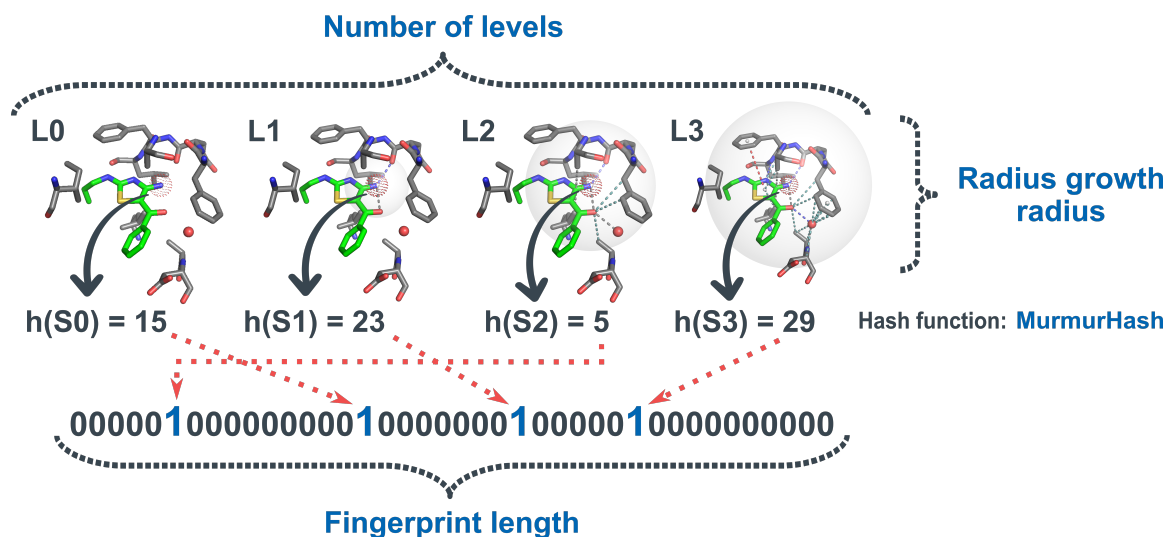 Number of levels
L0 L1 L2 L3
Radius growth
radius
h(S0) = 15 h(S1) = 23 h(S2) = 5 h(S3) = 29 Hash function: MurmurHash
0000010000000001000000010000010000000000
Fingerprint length